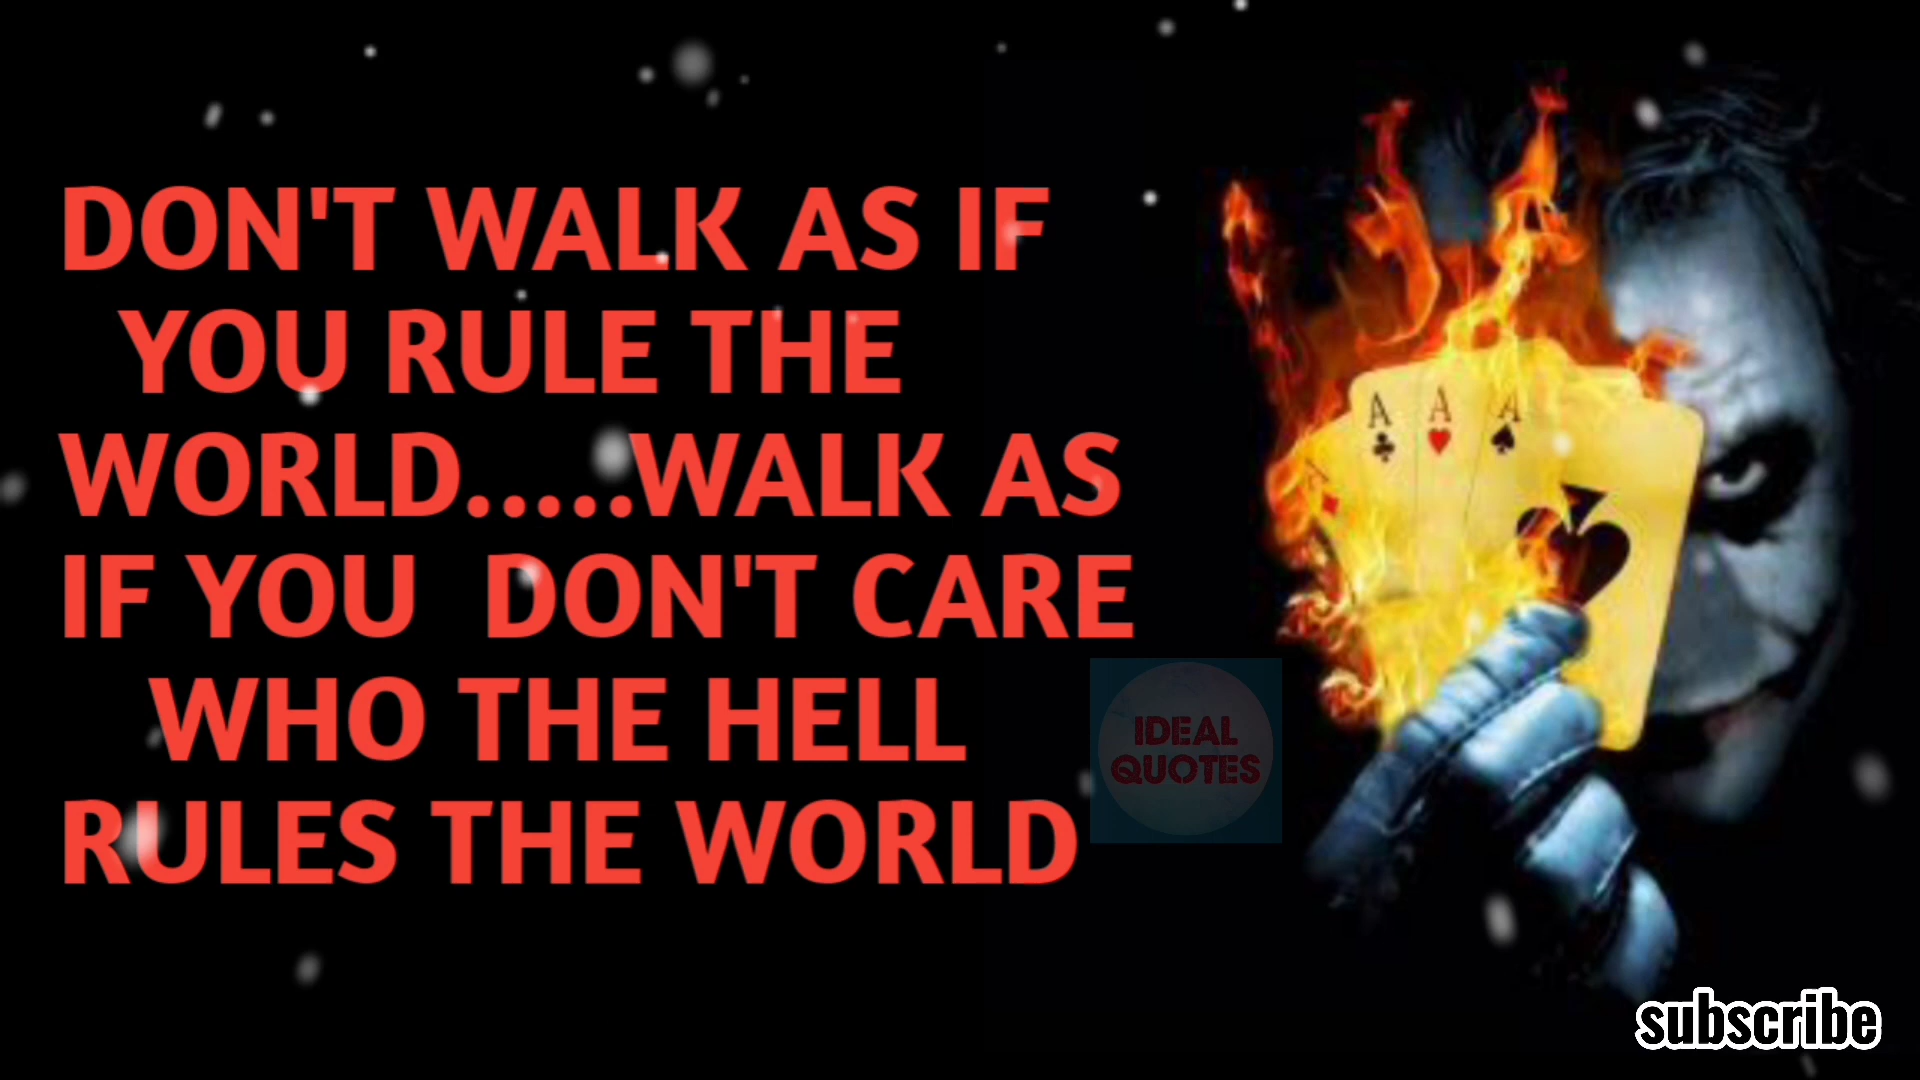 DON'T WALK AS IF
YOU RULE THE
WORLD.....WALK AS
IF YOU  DON'T CARE
WHO THE HELL
RULES THE WORLD
A A A
A
IDEAL
QUOTES
subscribe